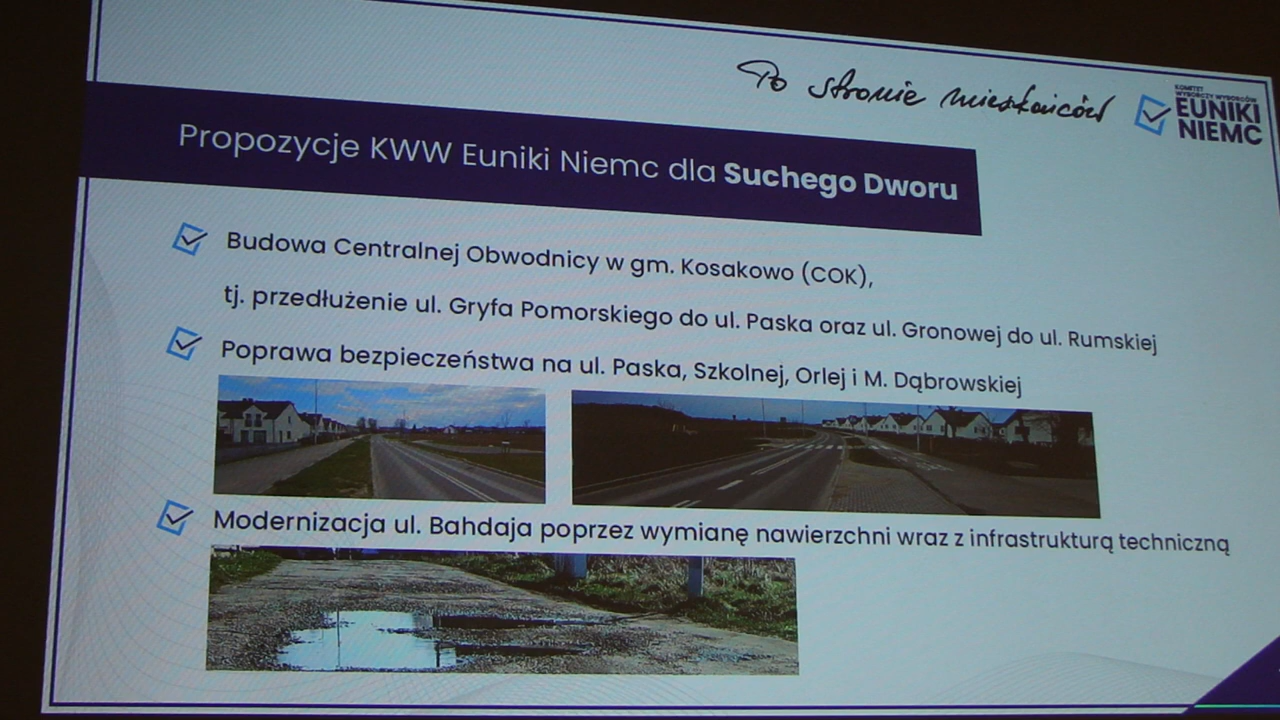 Po stronie mieszkańców
KOMITET
WYBORCZY WYBORCÓW
EUNIKI
NIEMC
Propozycje KWW Euniki Niemc dla Suchego Dworu
Budowa Centralnej Obwodnicy w gm. Kosakowo (COK),
tj. przedłużenie ul. Gryfa Pomorskiego do ul. Paska oraz ul. Gronowej do ul. Rumskiej
Poprawa bezpieczeństwa na ul. Paska, Szkolnej, Orlej i M. Dąbrowskiej
Modernizacja ul. Bahdaja poprzez wymianę nawierzchni wraz z infrastrukturą techniczną